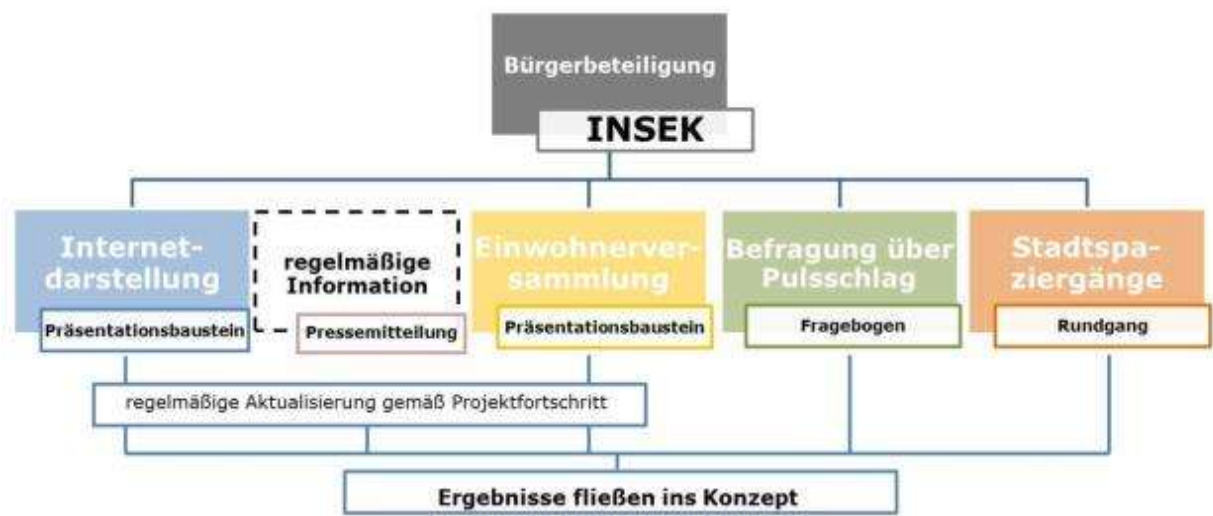 Bürgerbeteiligung
INSEK
Internet-
darstellung
Präsentationsbaustein
regelmäßige
Information
Pressemitteilung
Einwohnerver-
sammlung
Präsentationsbaustein
Befragung über
Pulsschlag
Fragebogen
Stadtspa-
ziergänge
Rundgang
regelmäßige Aktualisierung gemäß Projektfortschritt
Ergebnisse fließen ins Konzept